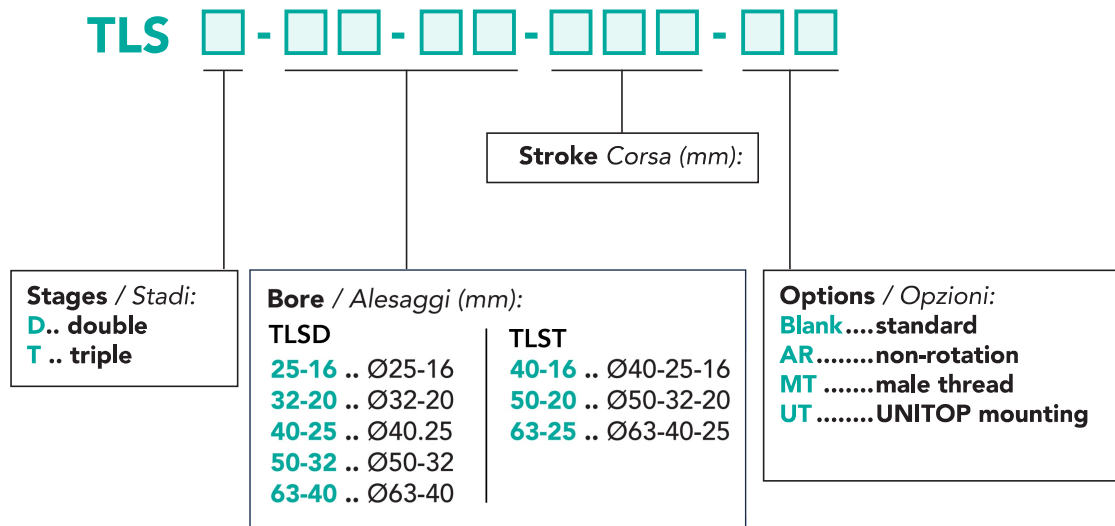 TLS - - - -
Stroke Corsa (mm):
Stages / Stadi:
D.. double
T .. triple
Bore / Alesaggi (mm):
TLSD
25-16 .. Ø25-16
32-20 .. Ø32-20
40-25 .. Ø40.25
50-32 .. Ø50-32
63-40 .. Ø63-40
TLST
40-16 .. Ø40-25-16
50-20 .. Ø50-32-20
63-25 .. Ø63-40-25
Options / Opzioni:
Blank....standard
AR........non-rotation
MT .......male thread
UT ........UNITOP mounting